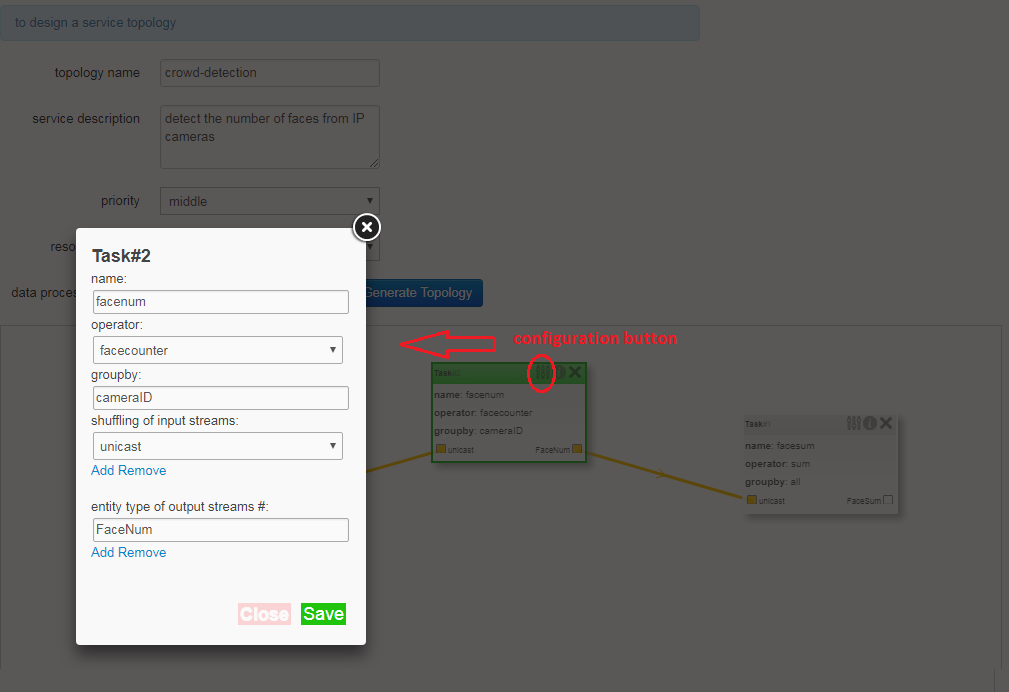 to design a service topology
topology name
crowd-detection
service description
detect the number of faces from IP
cameras
priority
middle
Task#2
name:
facenum
operator:
facecounter
groupby:
cameraID
shuffling of input streams:
unicast
Add Remove
entity type of output streams #:
FaceNum
Add Remove
Close Save
reso
data proces
Generate Topology
configuration button
Task#2
name: facenum
operator: facecounter
groupby: cameraID
unicast FaceNum
Task#1
name: facesum
operator: sum
groupby: all
unicast FaceSum